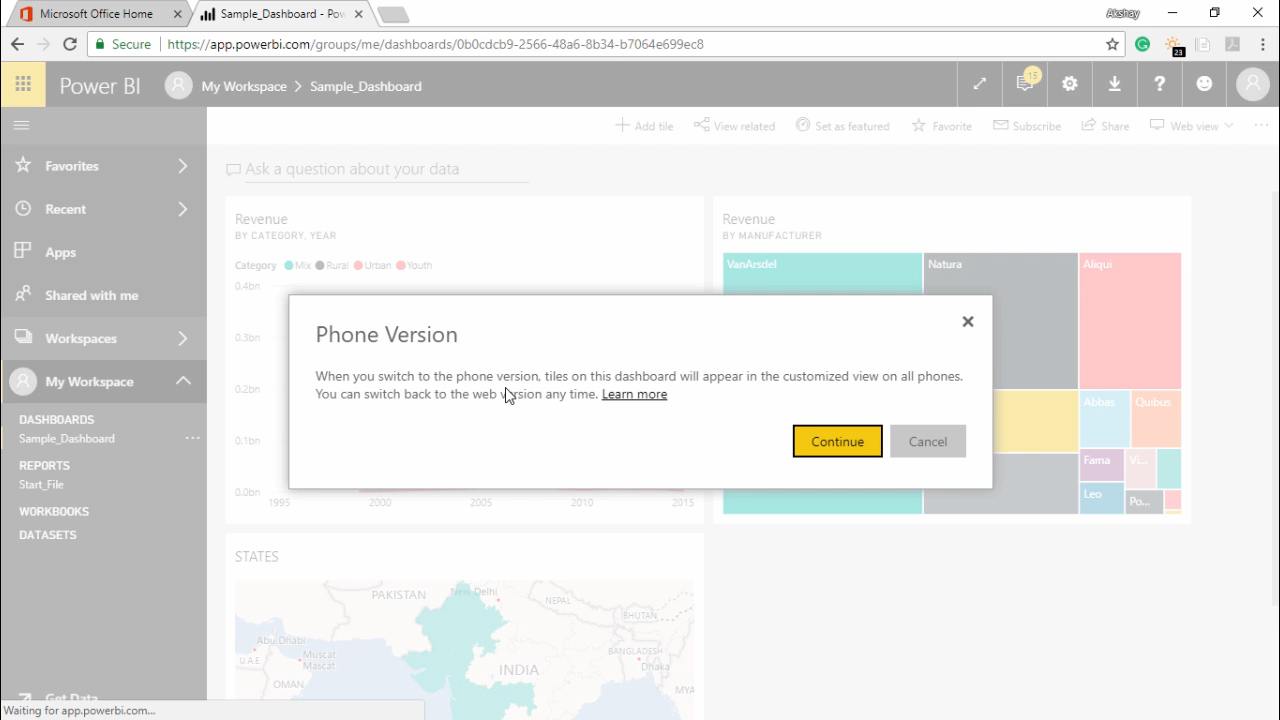 Microsoft Office Home
Sample_Dashboard - Pow
Akshay
Secure
https://app.powerbi.com/groups/me/dashboards/0b0cdcb9-2566-48a6-8b34-b7064e699ec8
23
Power BI
My Workspace > Sample_Dashboard
15
?
Add tile
View related
Set as featured
Favorite
Subscribe
Share
Web view
Favorites
Recent
Apps
Shared with me
Workspaces
My Workspace
DASHBOARDS
Sample_Dashboard
REPORTS
Start_File
WORKBOOKS
DATASETS
Get Data
Waiting for app.powerbi.com...
Ask a question about your data
Revenue
BY CATEGORY, YEAR
Category Mix Rural Urban Youth
0.4bn
0.3bn
0.2bn
0.1bn
0.0bn
1995 2000 2005 2010 2015
Revenue
BY MANUFACTURER
VanArsdel
Natura
Aliqui
Abbas
Quibus
Fama
Vi...
Leo
Po...
Phone Version
When you switch to the phone version, tiles on this dashboard will appear in the customized view on all phones.
You can switch back to the web version any time. Learn more
Continue
Cancel
STATES
PAKISTAN
New Delhi
NEPAL
BHUTAN
Abu Dhabi
U.A.E.
Muscat
Mascat
OMAN
INDIA
BANGLADESH
Dhaka
MYA